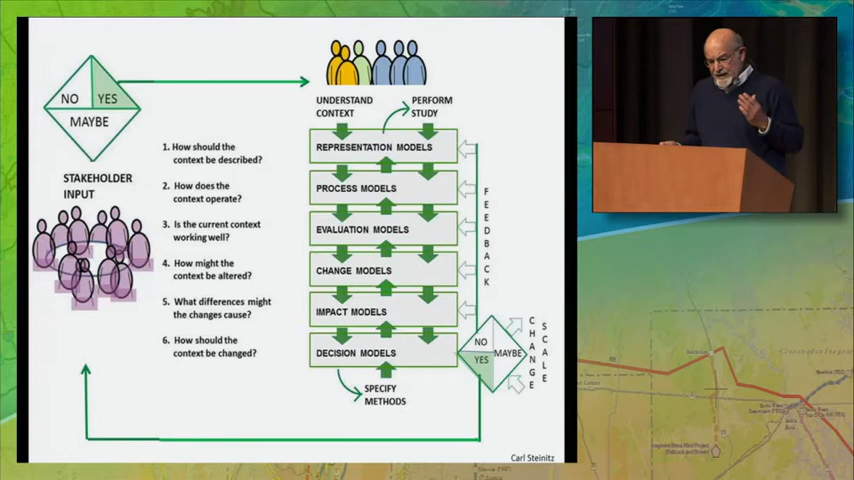 NO YES
MAYBE
STAKEHOLDER
INPUT
1. How should the
context be described?
2. How does the
context operate?
3. Is the current context
working well?
4. How might the
context be altered?
5. What differences might
the changes cause?
6. How should the
context be changed?
UNDERSTAND
CONTEXT
PERFORM
STUDY
REPRESENTATION MODELS
PROCESS MODELS
EVALUATION MODELS
CHANGE MODELS
IMPACT MODELS
DECISION MODELS
SPECIFY
METHODS
FEEDBACK
NO
YES
MAYBE
CHANGE
SCALE
Carl Steinitz